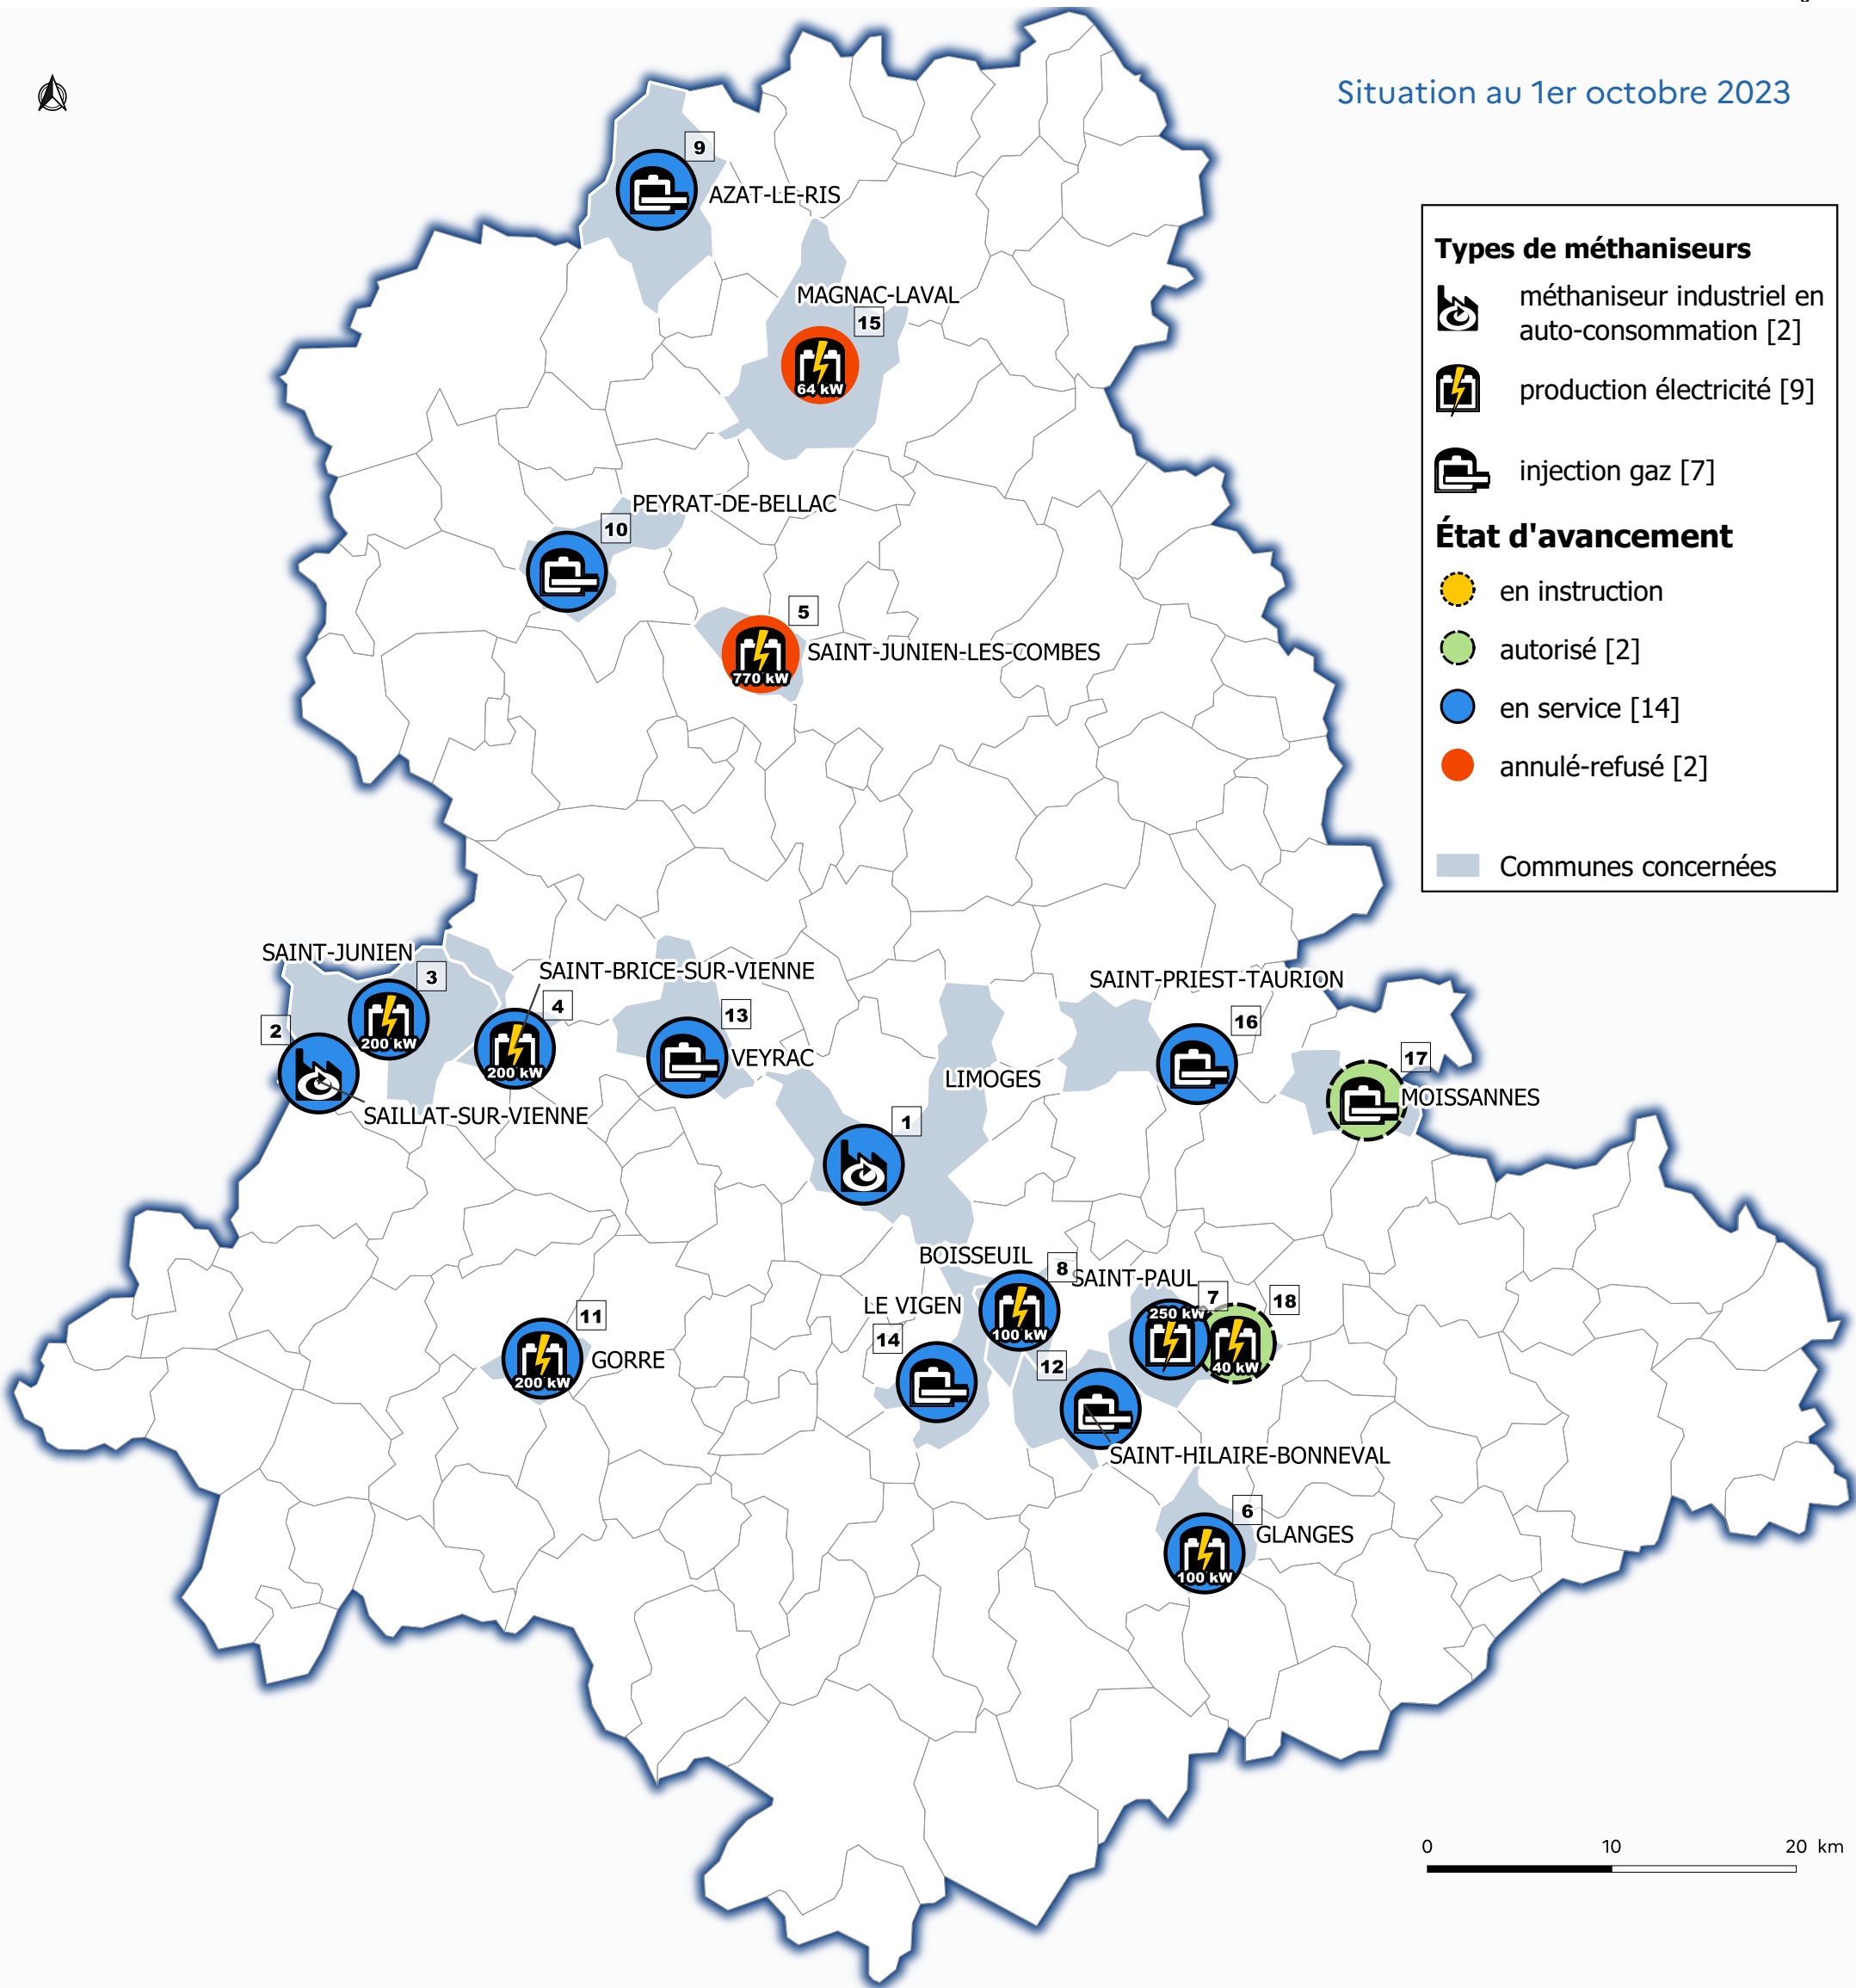 Situation au 1er octobre 2023
9
AZAT-LE-RIS
MAGNAC-LAVAL
15
64 kW
PEYRAT-DE-BELLAC
10
5
SAINT-JUNIEN-LES-COMBES
770 kW
Types de méthaniseurs
méthaniseur industriel en
auto-consommation [2]
production électricité [9]
injection gaz [7]
État d'avancement
en instruction
autorisé [2]
en service [14]
annulé-refusé [2]
Communes concernées
SAINT-JUNIEN
3
200 kW
2
SAILLAT-SUR-VIENNE
SAINT-BRICE-SUR-VIENNE
4
200 kW
13
VEYRAC
LIMOGES
1
SAINT-PRIEST-TAURION
16
17
MOISSANNES
BOISSEUIL
8
100 kW
SAINT-PAUL
7
250 kW
18
40 kW
LE VIGEN
14
12
SAINT-HILAIRE-BONNEVAL
11
GORRE
200 kW
6
GLANGES
100 kW
0 10 20 km